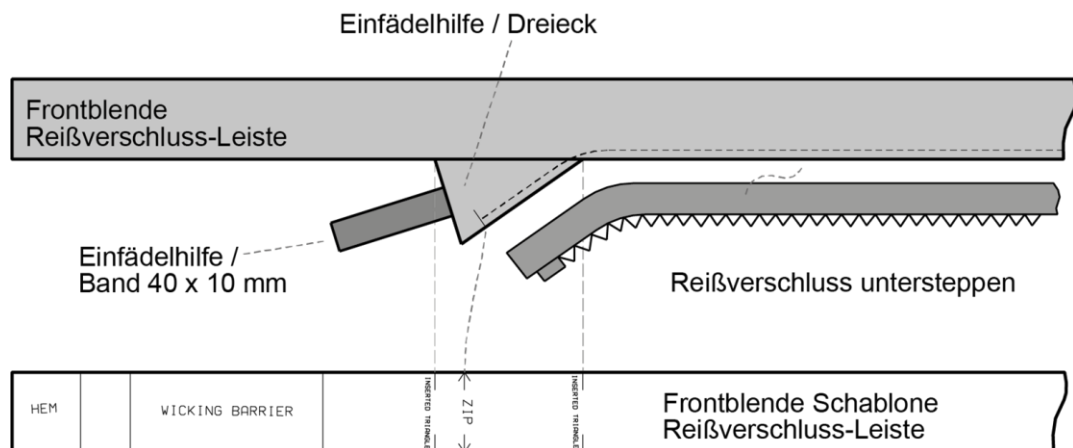 Einfädelhilfe / Dreieck
Frontblende
Reißverschluss-Leiste
Einfädelhilfe /
Band 40 x 10 mm
Reißverschluss untersteppen
HEM
WICKING BARRIER
INSERTED TRIANGLE
ZIP
INSERTED TRIANGLE
Frontblende Schablone
Reißverschluss-Leiste